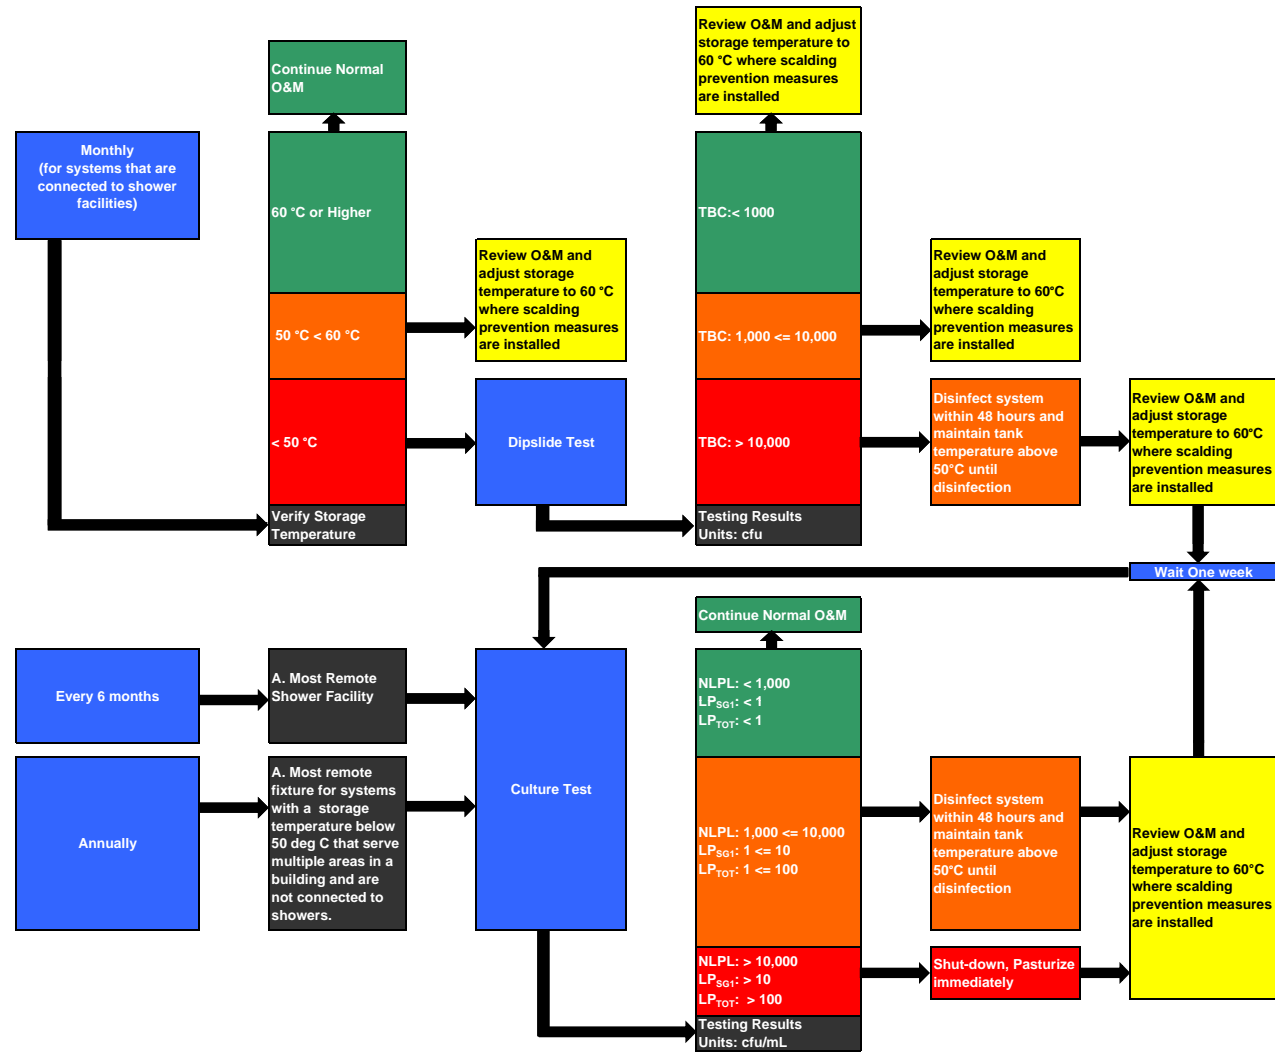 Review O&M and adjust
storage temperature to
60 °C where scalding
prevention measures
are installed
Continue Normal
O&M
Monthly
(for systems that are
connected to shower
facilities)
60 °C or Higher
TBC:< 1000
Review O&M and
adjust storage
temperature to 60 °C
where scalding
prevention measures
are installed
Review O&M and
adjust storage
temperature to 60°C
where scalding
prevention measures
are installed
50 °C < 60 °C
TBC: 1,000 <= 10,000
< 50 °C
Dipslide Test
TBC: > 10,000
Disinfect system
within 48 hours and
maintain tank
temperature above
50°C until
disinfection
Review O&M and
adjust storage
temperature to 60°C
where scalding
prevention measures
are installed
Verify Storage
Temperature
Testing Results
Units: cfu
Wait One week
Continue Normal O&M
Every 6 months
A. Most Remote
Shower Facility
Culture Test
NLPL: < 1,000
LPSG1: < 1
LPTOT: < 1
Annually
A. Most remote
fixture for systems
with a storage
temperature below
50 deg C that serve
multiple areas in a
building and are
not connected to
showers.
NLPL: 1,000 <= 10,000
LPSG1: 1 <= 10
LPTOT: 1 <= 100
Disinfect system
within 48 hours and
maintain tank
temperature above
50°C until
disinfection
Review O&M and
adjust storage
temperature to 60°C
where scalding
prevention measures
are installed
NLPL: > 10,000
LPSG1: > 10
LPTOT: > 100
Shut-down, Pasturize
immediately
Testing Results
Units: cfu/mL